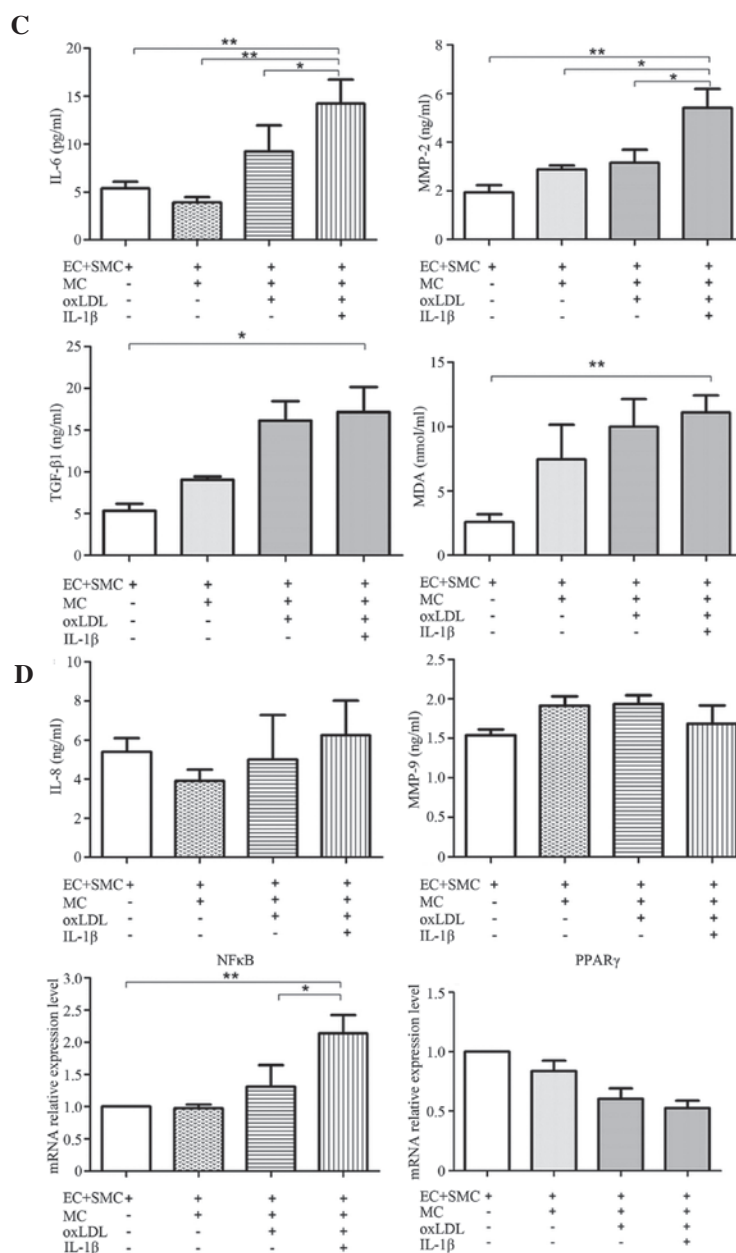 C
**
**
*
20
15
10
5
0
IL-6 (pg/ml)
EC+SMC + + + +
MC - + + +
oxLDL - - + +
IL-1β - - - +
**
*
*
8
6
4
2
0
MMP-2 (ng/ml)
EC+SMC + + + +
MC - + + +
oxLDL - - + +
IL-1β - - - +
*
25
20
15
10
5
0
TGF-β1 (ng/ml)
EC+SMC + + + +
MC - + + +
oxLDL - - + +
IL-1β - - - +
**
15
10
5
0
MDA (nmol/ml)
EC+SMC + + + +
MC - + + +
oxLDL - - + +
IL-1β - - - +
D
10
8
6
4
2
0
IL-8 (ng/ml)
EC+SMC + + + +
MC - + + +
oxLDL - - + +
IL-1β - - - +
2.5
2.0
1.5
1.0
0.5
0
MMP-9 (ng/ml)
EC+SMC + + + +
MC - + + +
oxLDL - - + +
IL-1β - - - +
NFκB
**
*
3.0
2.5
2.0
1.5
1.0
0.5
0
mRNA relative expression level
EC+SMC + + + +
MC - + + +
oxLDL - - + +
IL-1β - - - +
PPARγ
1.5
1.0
0.5
0
mRNA relative expression level
EC+SMC + + + +
MC - + + +
oxLDL - - + +
IL-1β - - - +